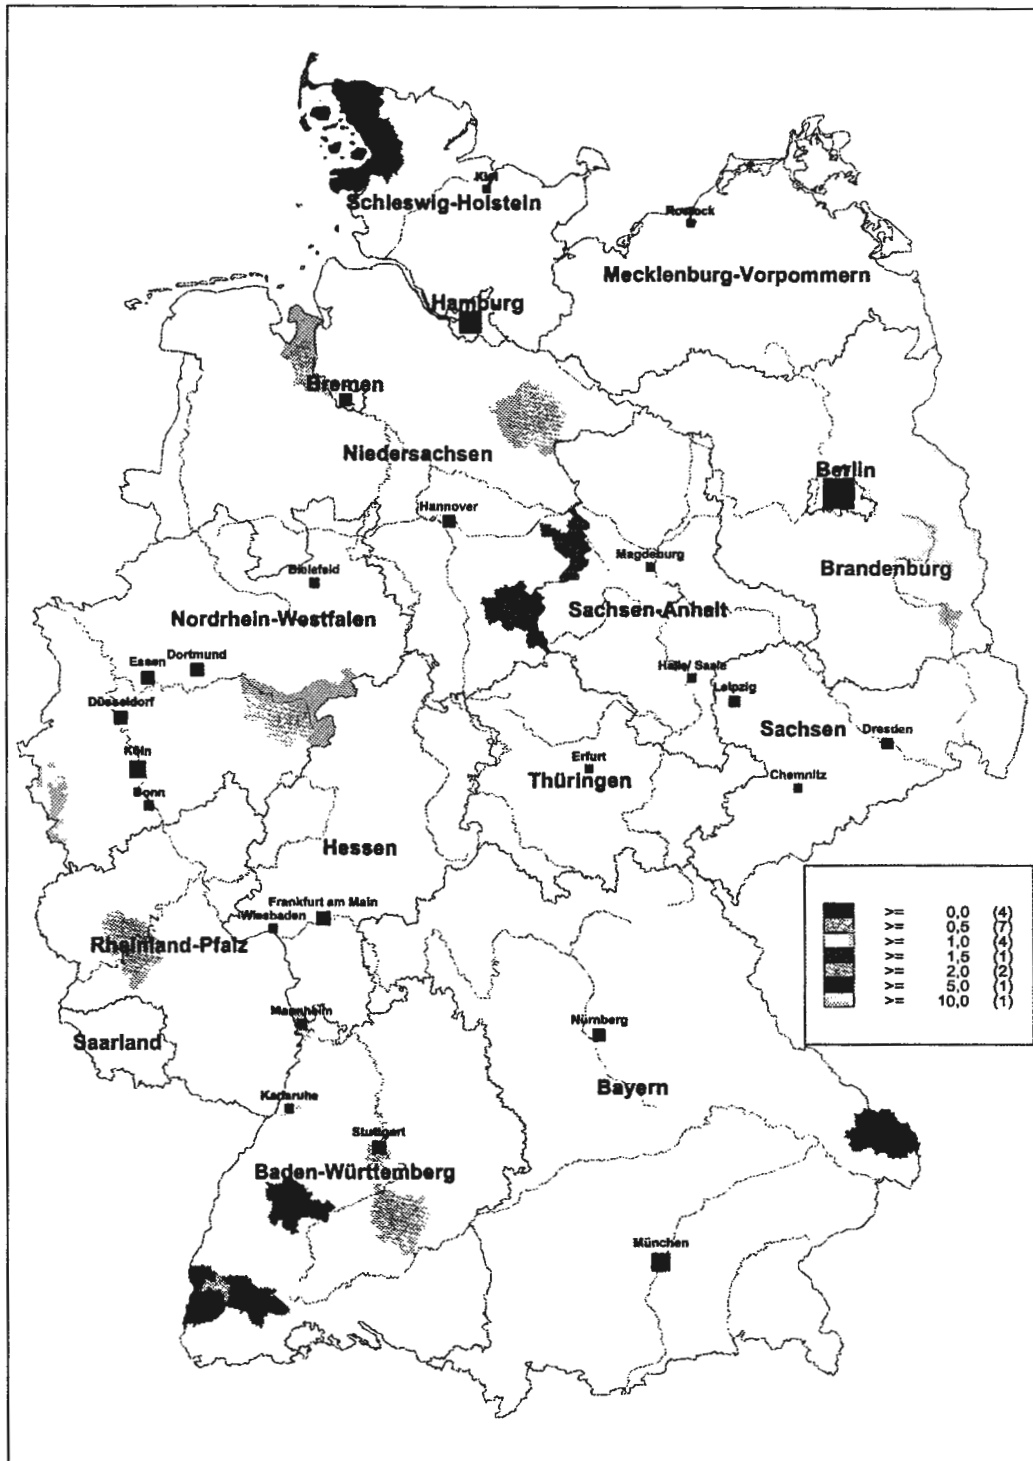 Kiel
Schleswig-Holstein
Rostock
Mecklenburg-Vorpommern
Hamburg
Bremen
Niedersachsen
Berlin
Hannover
Magdeburg
Brandenburg
Bielefeld
Sachsen-Anhalt
Nordrhein-Westfalen
Essen
Dortmund
Halle/ Saale
Leipzig
Düsseldorf
Sachsen
Dresden
Köln
Erfurt
Thüringen
Chemnitz
Bonn
Hessen
Frankfurt am Main
Wiesbaden
Rheinland-Pfalz
>= 0,0 (4)
>= 0,5 (7)
>= 1,0 (4)
>= 1,5 (1)
>= 2,0 (2)
>= 5,0 (1)
>= 10,0 (1)
Mannheim
Nürnberg
Saarland
Bayern
Karlsruhe
Stuttgart
Baden-Württemberg
München